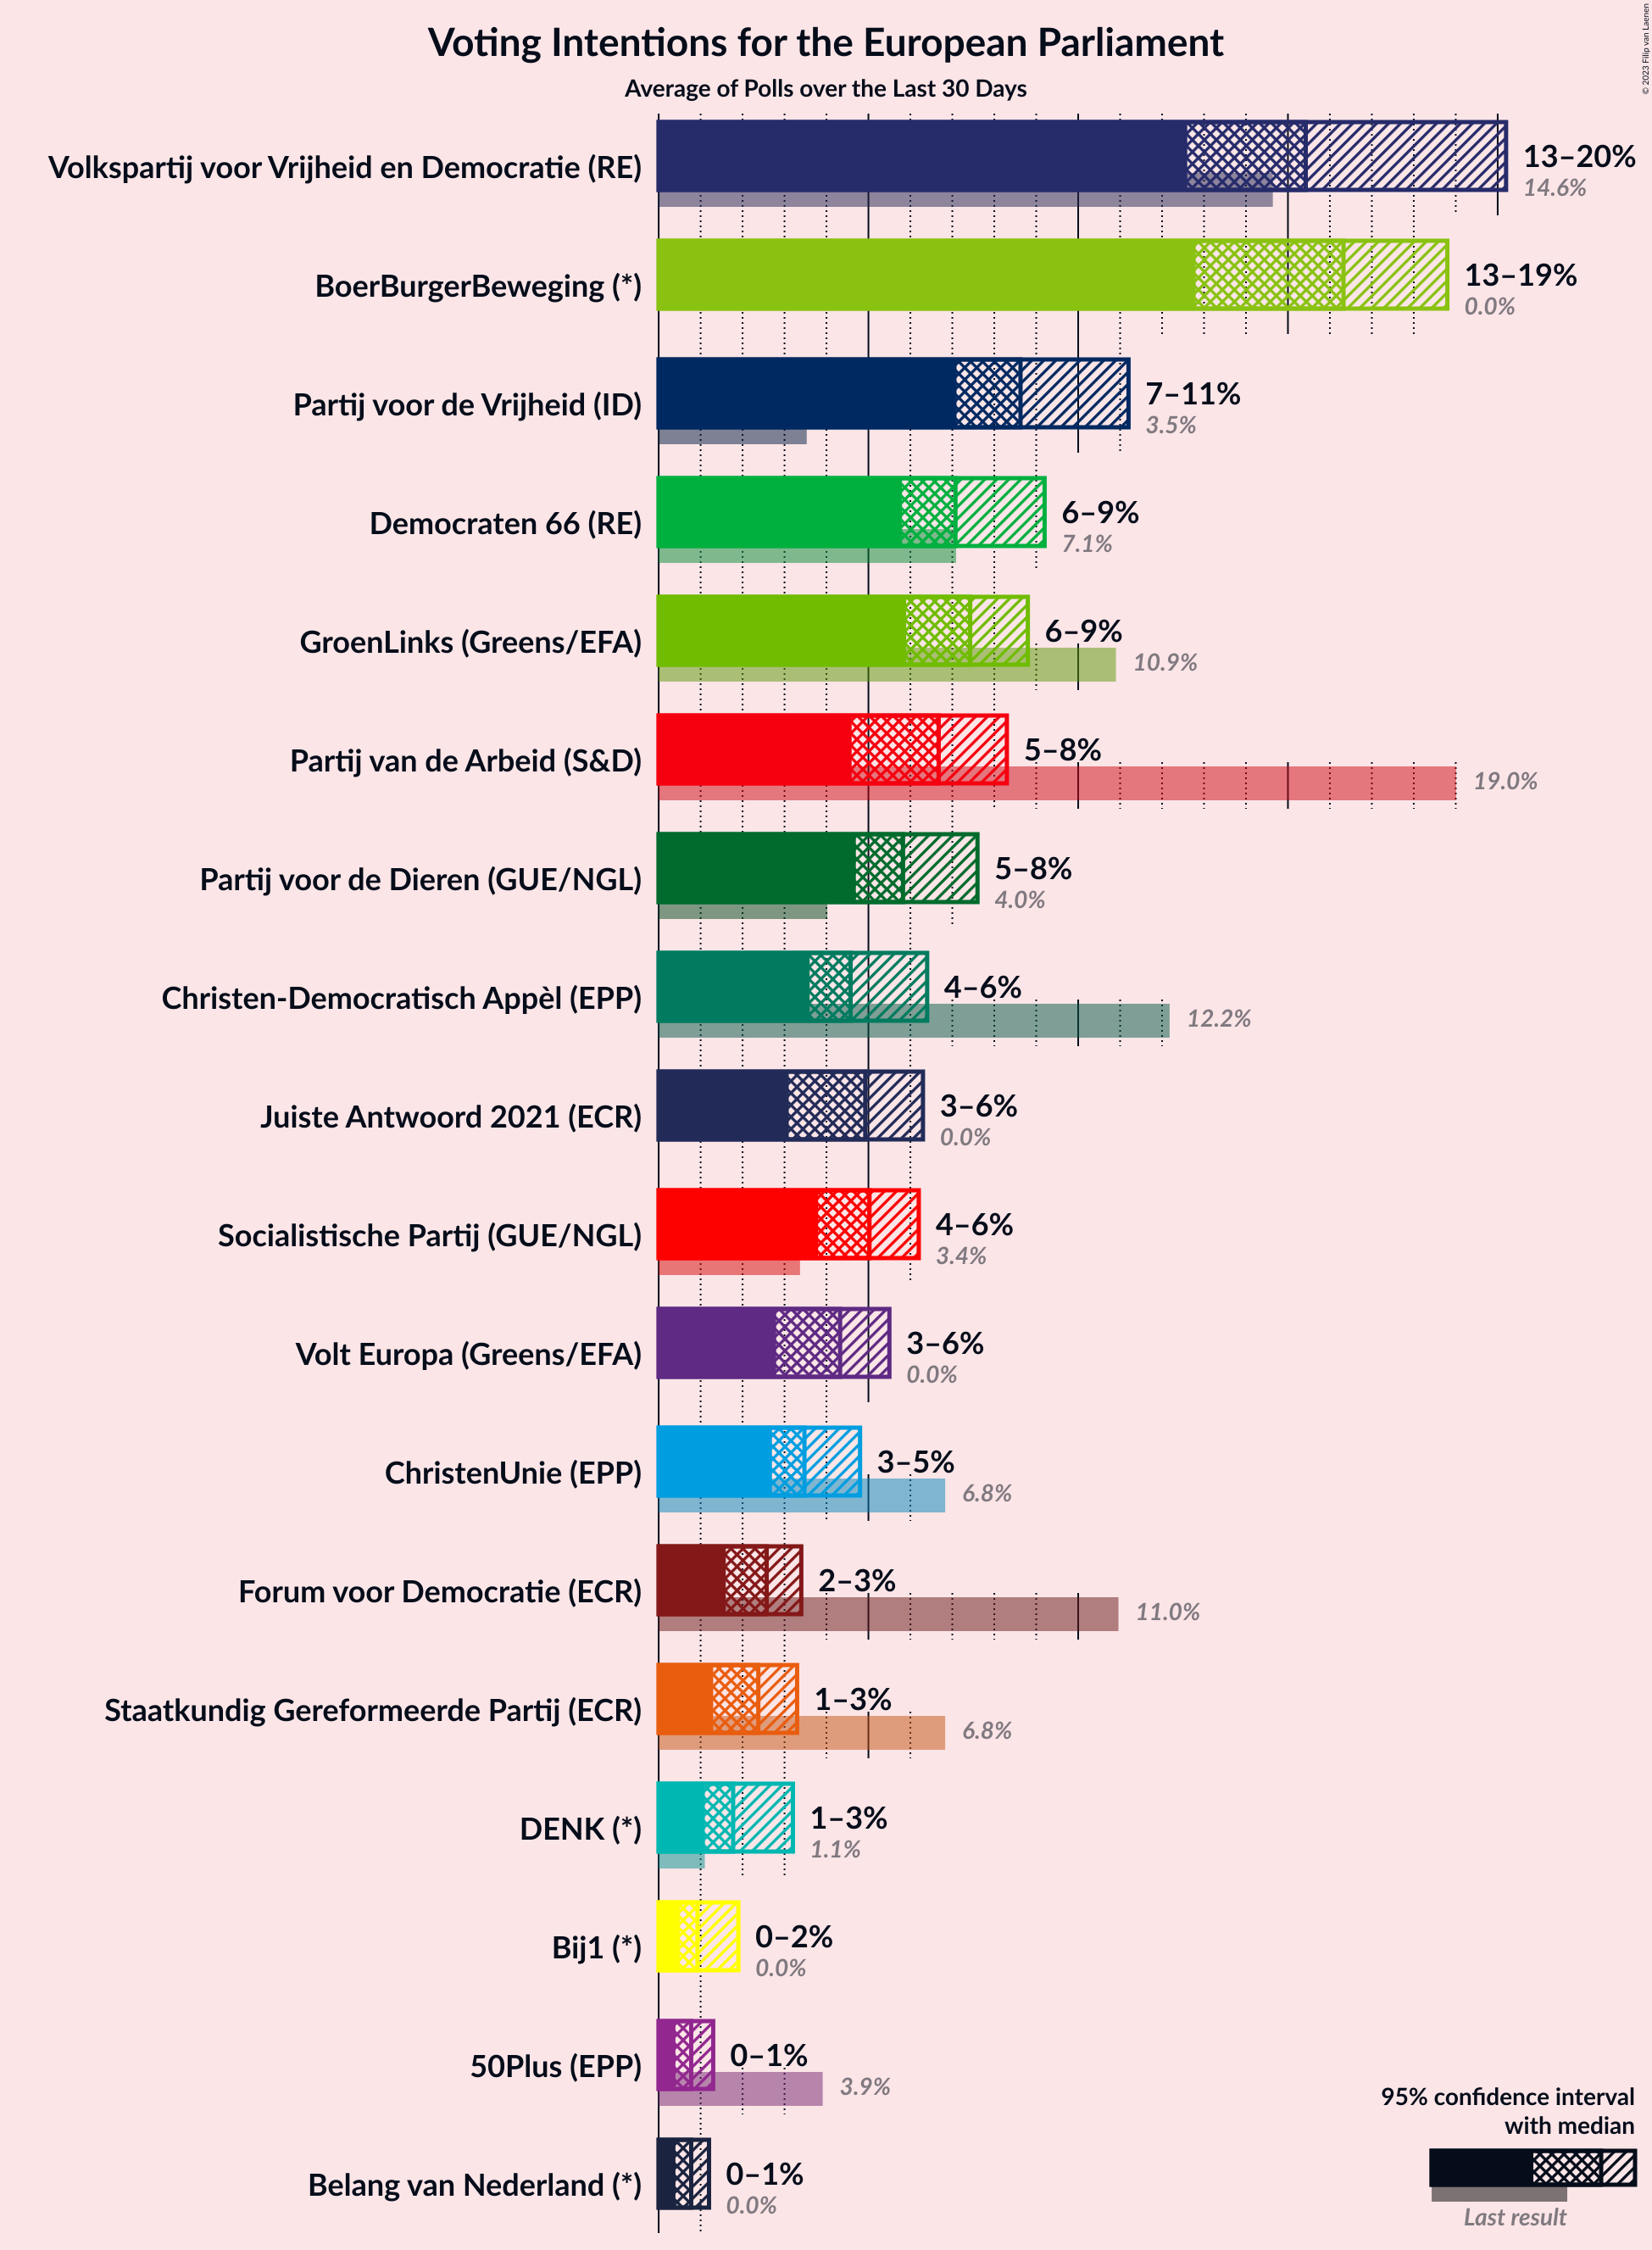 Voting Intentions for the European Parliament
Average of Polls over the Last 30 Days
© 2023 Filip van Laenen
Volkspartij voor Vrijheid en Democratie (RE)
13–20%
14.6%
BoerBurgerBeweging (*)
13–19%
0.0%
Partij voor de Vrijheid (ID)
7–11%
3.5%
Democraten 66 (RE)
6–9%
7.1%
GroenLinks (Greens/EFA)
6–9%
10.9%
Partij van de Arbeid (S&D)
5–8%
19.0%
Partij voor de Dieren (GUE/NGL)
5–8%
4.0%
Christen-Democratisch Appèl (EPP)
4–6%
12.2%
Juiste Antwoord 2021 (ECR)
3–6%
0.0%
Socialistische Partij (GUE/NGL)
4–6%
3.4%
Volt Europa (Greens/EFA)
3–6%
0.0%
ChristenUnie (EPP)
3–5%
6.8%
Forum voor Democratie (ECR)
2–3%
11.0%
Staatkundig Gereformeerde Partij (ECR)
1–3%
6.8%
DENK (*)
1–3%
1.1%
Bij1 (*)
0–2%
0.0%
50Plus (EPP)
0–1%
3.9%
Belang van Nederland (*)
0–1%
0.0%
95% confidence interval
with median
Last result